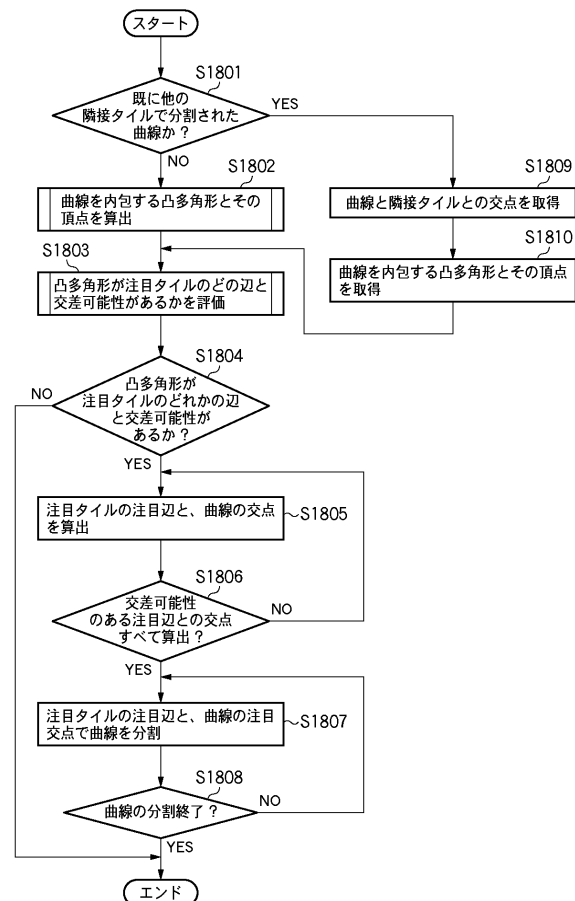 スタート
S1801
既に他の
隣接タイルで分割された
曲線か？
YES
NO
S1802
曲線を内包する凸多角形とその
頂点を算出
S1809
曲線と隣接タイルとの交点を取得
S1810
曲線を内包する凸多角形とその頂点
を取得
S1803
凸多角形が注目タイルのどの辺と
交差可能性があるかを評価
S1804
NO
凸多角形が
注目タイルのどれかの辺
と交差可能性が
あるか？
YES
注目タイルの注目辺と、曲線の交点
を算出
S1805
S1806
交差可能性
のある注目辺との交点
すべて算出？
NO
YES
注目タイルの注目辺と、曲線の注目
交点で曲線を分割
S1807
S1808
曲線の分割終了？
NO
YES
エンド